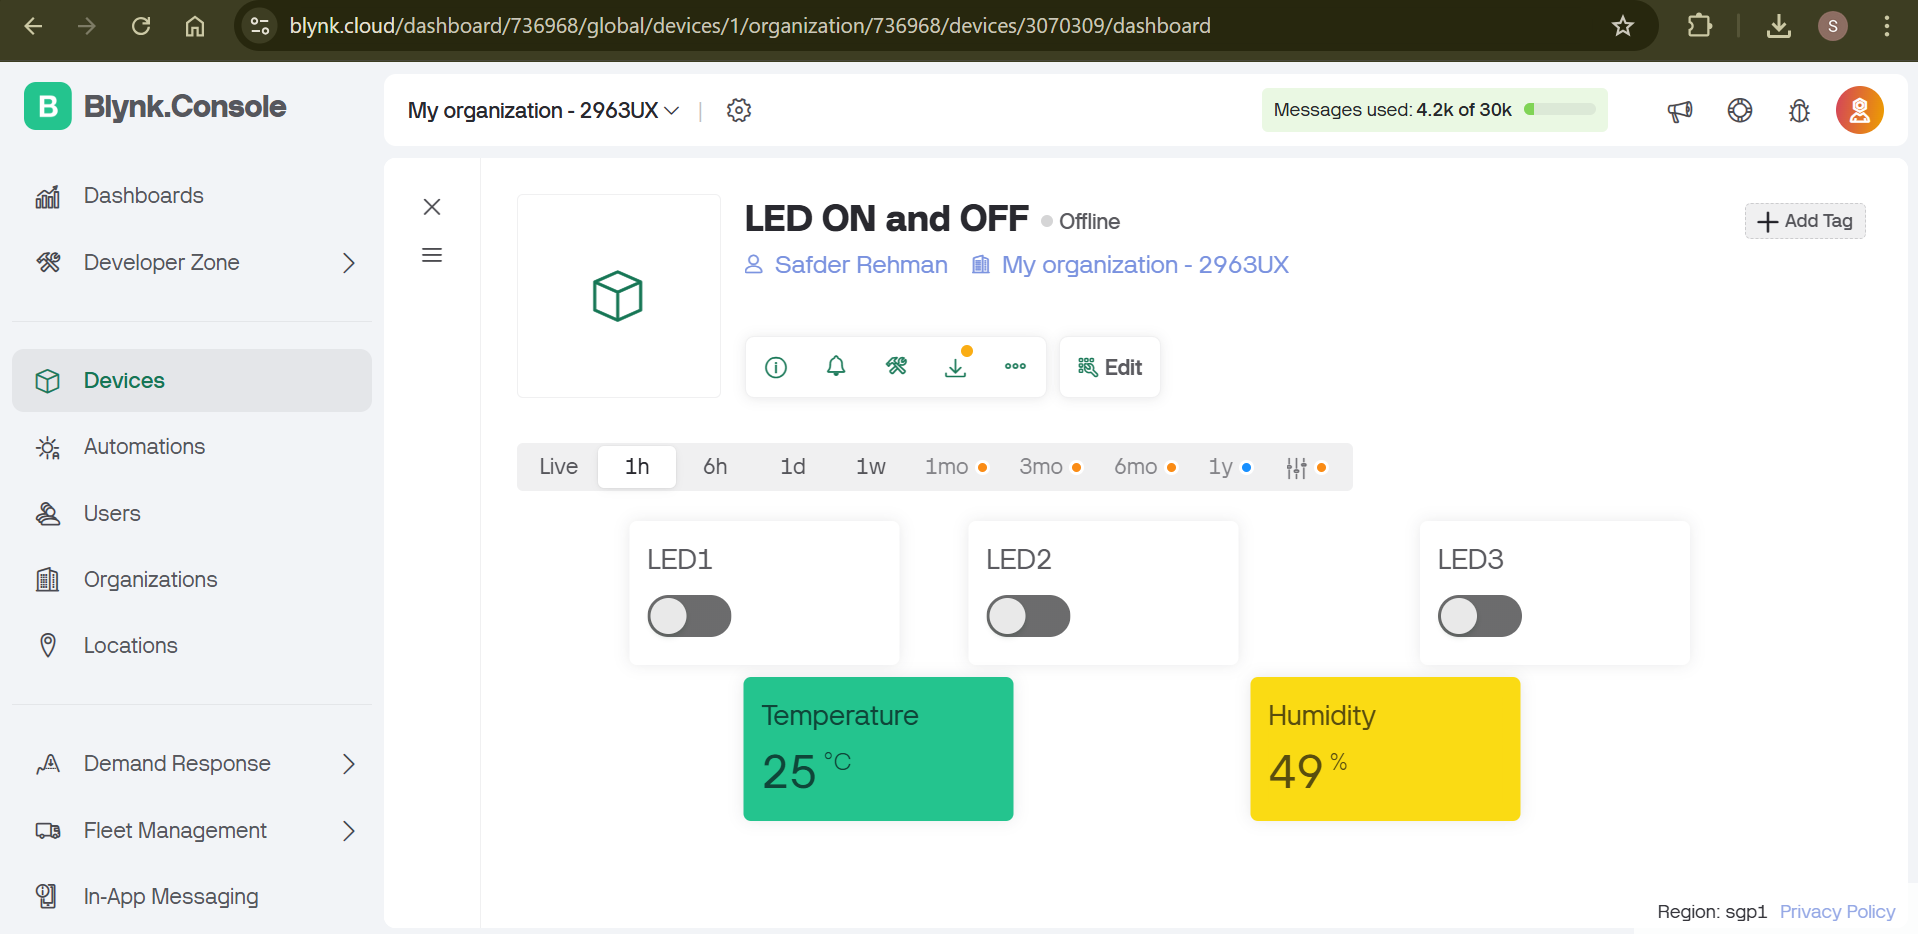 blynk.cloud/dashboard/736968/global/devices/1/organization/736968/devices/3070309/dashboard
S
B Blynk.Console
My organization - 2963UX
Messages used: 4.2k of 30k
Dashboards
Developer Zone
Devices
Automations
Users
Organizations
Locations
Demand Response
Fleet Management
In-App Messaging
LED ON and OFF Offline
Add Tag
Safder Rehman My organization - 2963UX
Edit
Live 1h 6h 1d 1w 1mo 3mo 6mo 1y
LED1 LED2 LED3
Temperature Humidity
25 °C 49 %
Region: sgp1 Privacy Policy